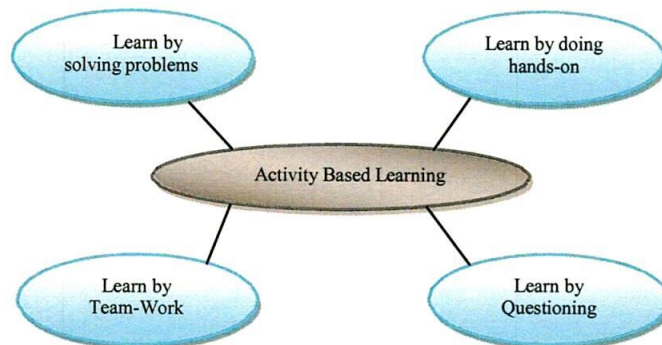 Learn by
solving problems
Learn by doing
hands-on
Activity Based Learning
Learn by
Team-Work
Learn by
Questioning